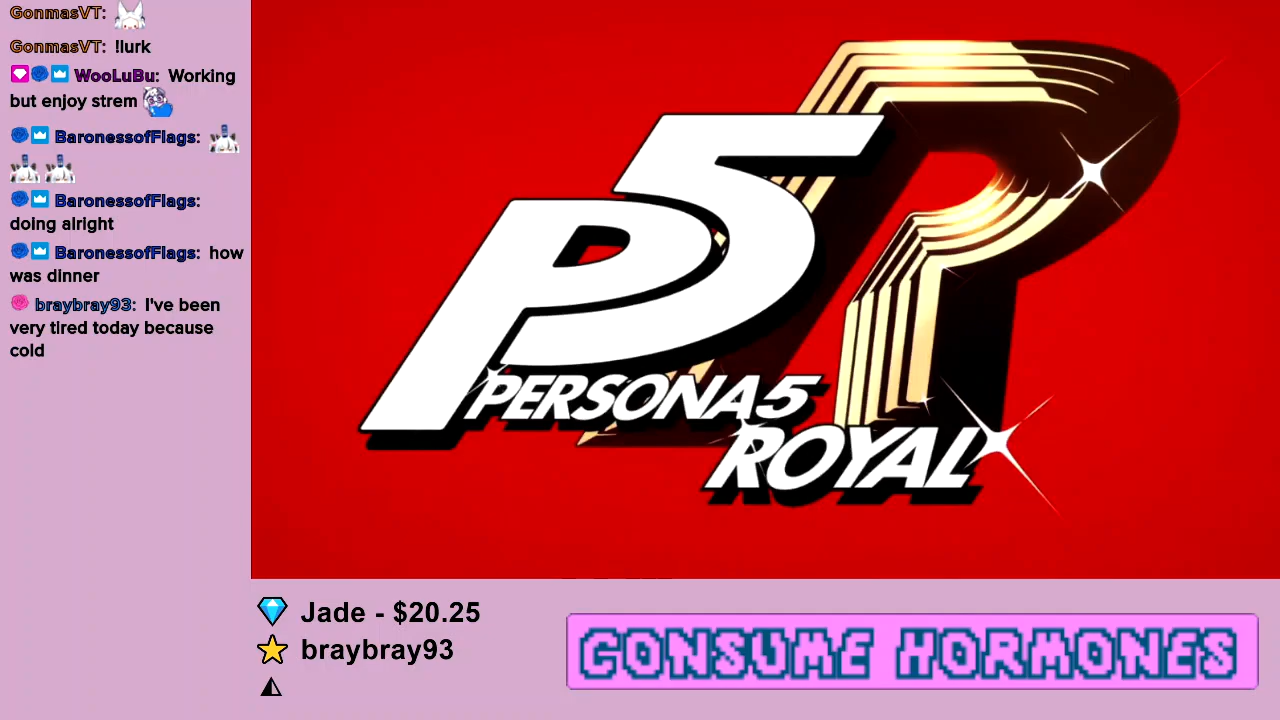 GonmasVT:
GonmasVT: !lurk
WooLuBu: Working
but enjoy strem
BaronessofFlags:
BaronessofFlags:
doing alright
BaronessofFlags: how
was dinner
braybray93: I've been
very tired today because
cold
P5R
PERSONA5
ROYAL
Jade - $20.25
braybray93
CONSUME HORMONES